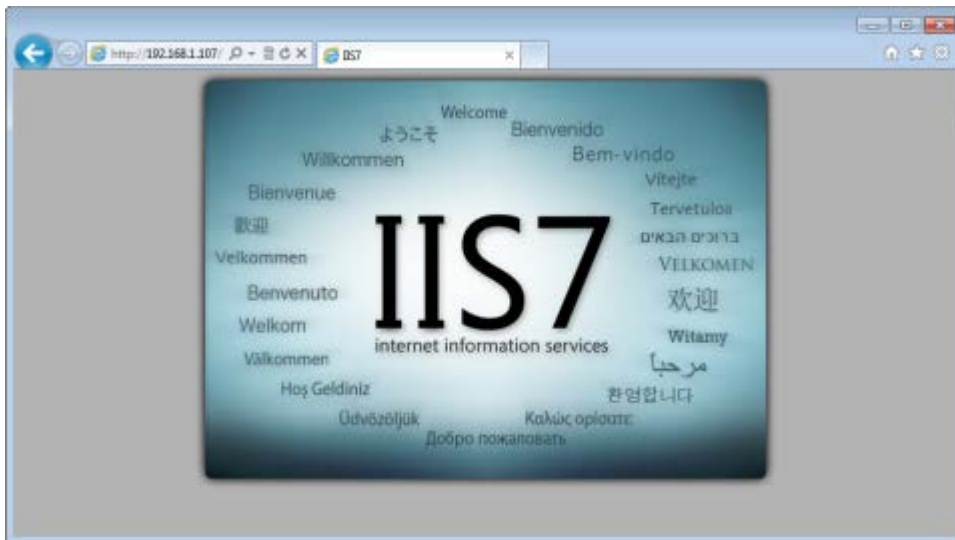 http://192.168.1.107/
IIS7
Welcome
ようこそ
Bienvenido
Willkommen
Bem-vindo
Vítejte
Bienvenue
Tervetuloa
歡迎
ברוכים הבאים
Velkommen
VELKOMEN
Benvenuto
欢迎
Welkom
Witamy
Välkommen
مرحباً
Hoş Geldiniz
환영합니다
Üdvözöljük
Καλώς ορίσατε
Добро пожаловать
IIS7
internet information services